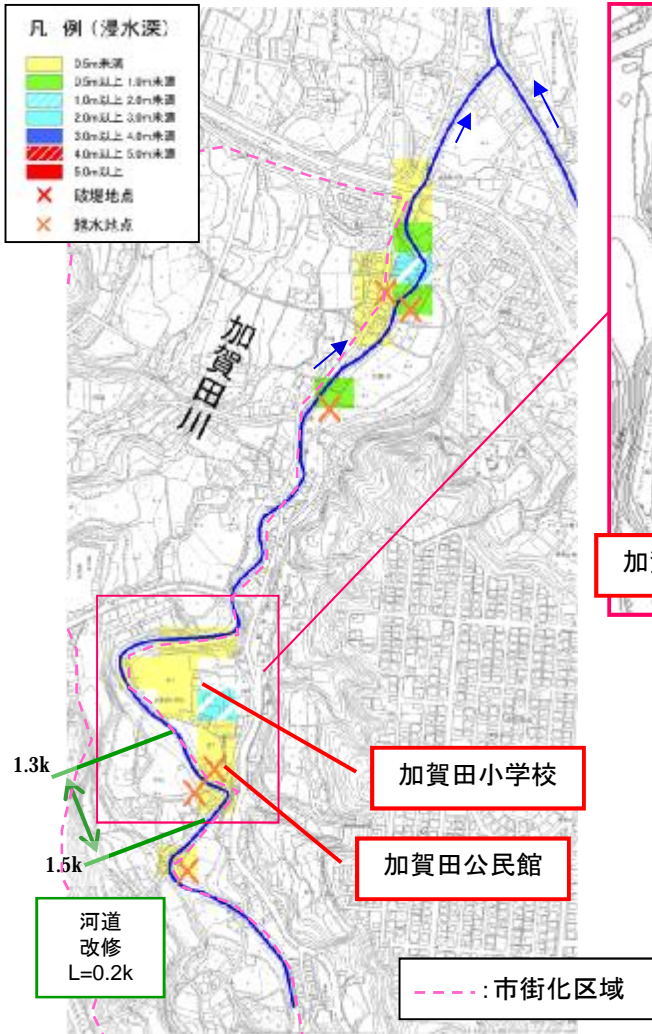 凡 例 (浸水深)
0.5m未満
0.5m以上 1.0m未満
1.0m以上 2.0m未満
2.0m以上 3.0m未満
3.0m以上 4.0m未満
4.0m以上 5.0m未満
5.0m以上
破堤地点
越水地点
加賀田川
加
1.3k
加賀田小学校
1.5k
加賀田公民館
河道
改修
L=0.2k
:市街化区域